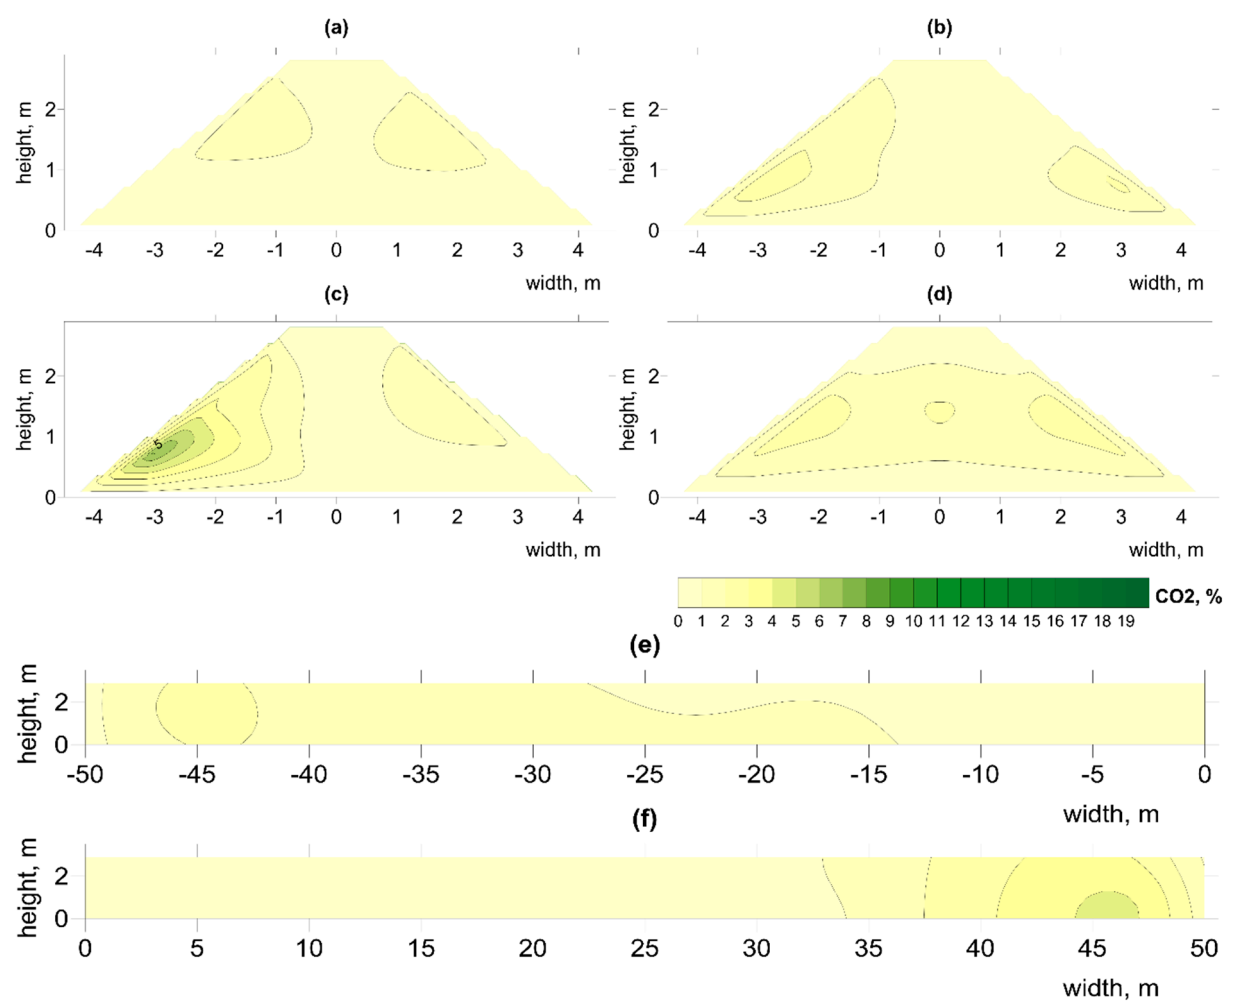 (a) (b)
height, m 2 1 0 height, m 2 1 0
-4 -3 -2 -1 0 1 2 3 4 -4 -3 -2 -1 0 1 2 3 4
width, m width, m
(c) (d)
height, m 2 1 0 5 height, m 2 1 0
-4 -3 -2 -1 0 1 2 3 4 -4 -3 -2 -1 0 1 2 3 4
width, m width, m
CO2, %
0 1 2 3 4 5 6 7 8 9 10 11 12 13 14 15 16 17 18 19
(e)
height, m 2 0
-50 -45 -40 -35 -30 -25 -20 -15 -10 -5 0
width, m
(f)
height, m 2 0
0 5 10 15 20 25 30 35 40 45 50
width, m